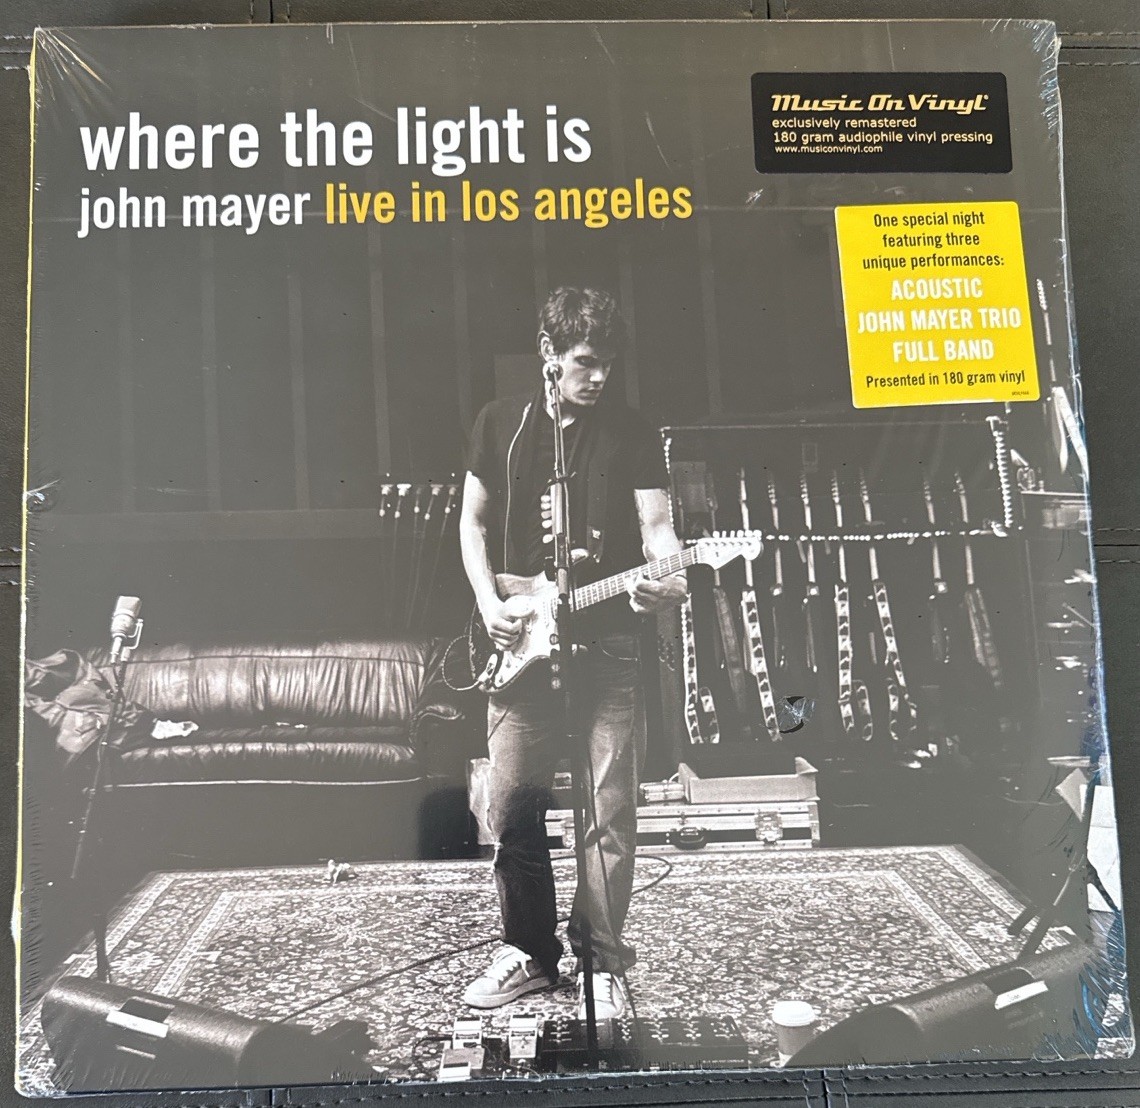 where the light is
john mayer live in los angeles
Music On Vinyl
exclusively remastered
180 gram audiophile vinyl pressing
www.musiconvinyl.com
One special night
featuring three
unique performances:
ACOUSTIC
JOHN MAYER TRIO
FULL BAND
Presented in 180 gram vinyl